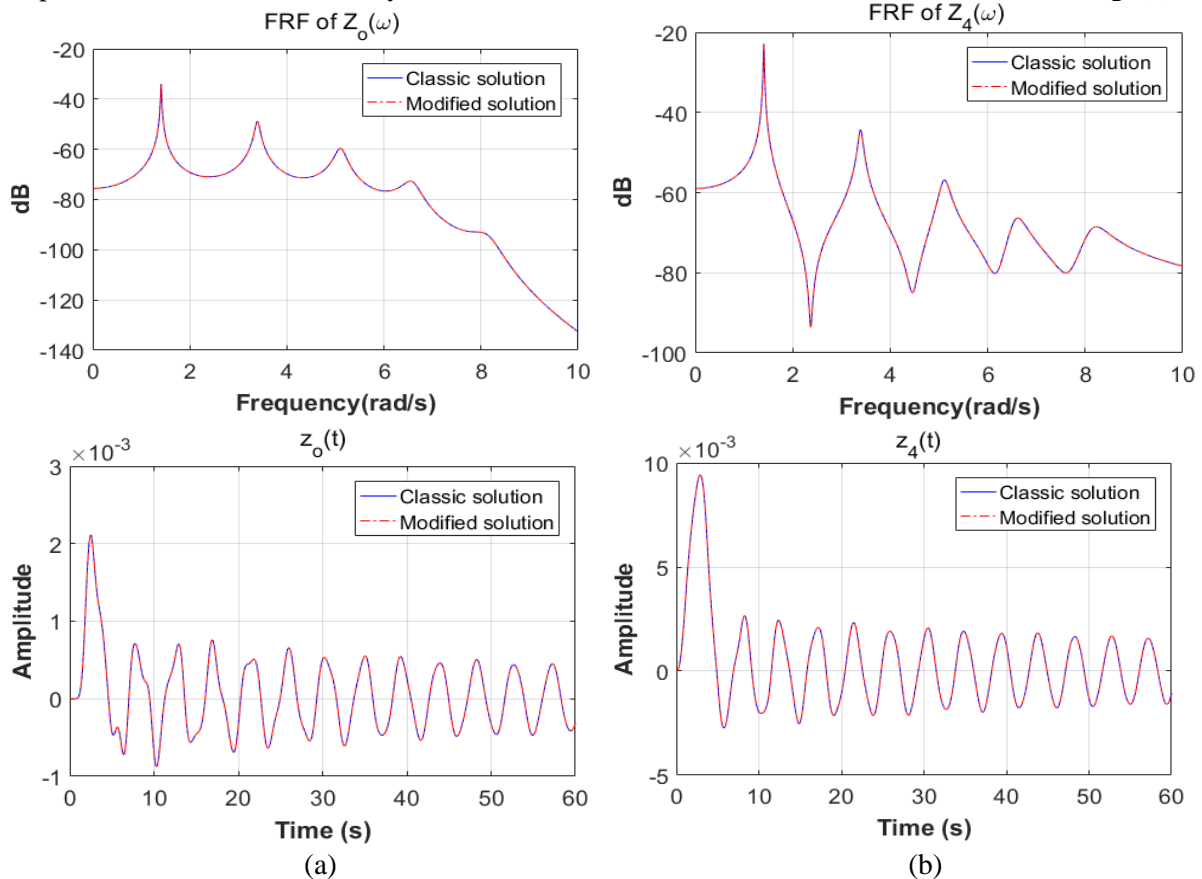 FRF of Z_o(ω)
-20
-40
-60
-80
-100
-120
-140
dB
Classic solution
Modified solution
0 2 4 6 8 10
Frequency(rad/s)
FRF of Z_4(ω)
-20
-40
-60
-80
-100
dB
Classic solution
Modified solution
0 2 4 6 8 10
Frequency(rad/s)
×10^-3
z_o(t)
3
2
1
0
-1
Amplitude
Classic solution
Modified solution
0 10 20 30 40 50 60
Time (s)
(a)
×10^-3
z_4(t)
10
5
0
-5
Amplitude
Classic solution
Modified solution
0 10 20 30 40 50 60
Time (s)
(b)